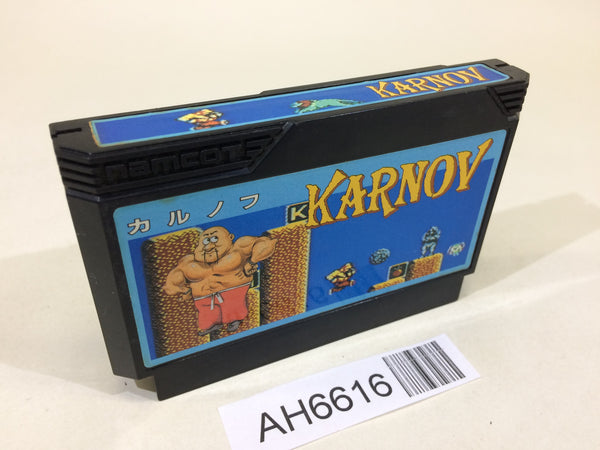 KARNOV
namcot
カルノフ
K
KARNOV
AH6616